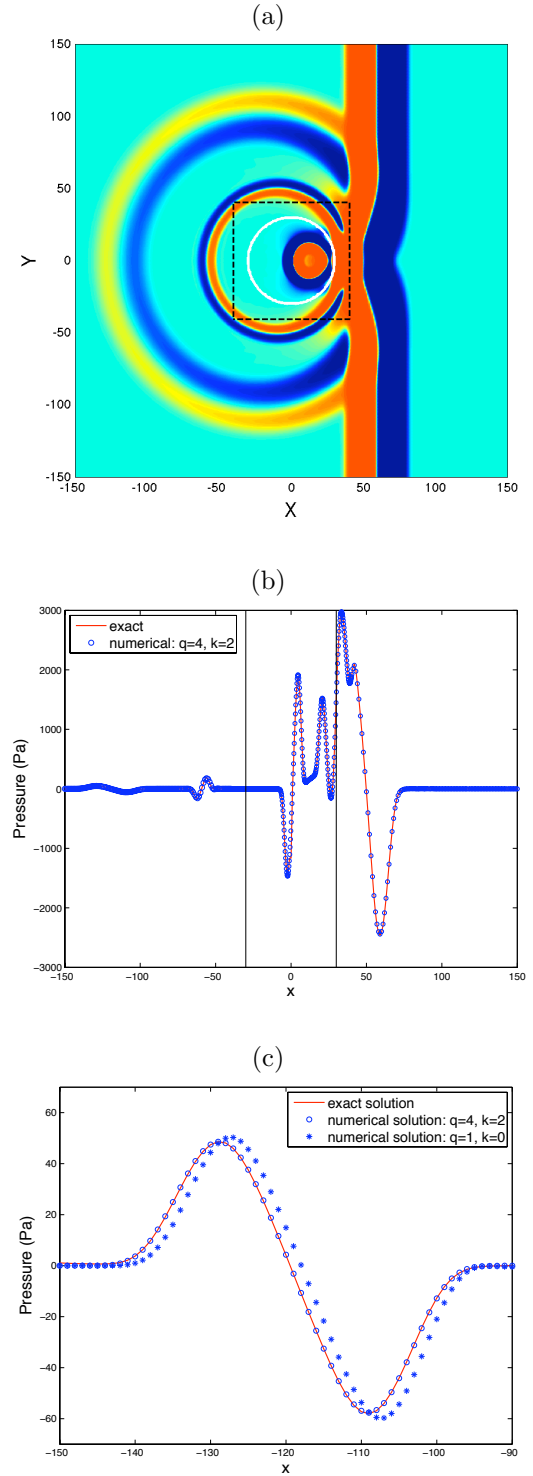 (a)
150
100
50
0
-50
-100
-150
Y
-150 -100 -50 0 50 100 150
X
(b)
3000
2000
1000
0
−1000
−2000
−3000
Pressure (Pa)
exact
numerical: q=4, k=2
−150 −100 −50 0 50 100 150
x
(c)
60
40
20
0
−20
−40
−60
Pressure (Pa)
exact solution
numerical solution: q=4, k=2
numerical solution: q=1, k=0
−150 −140 −130 −120 −110 −100 −90
x